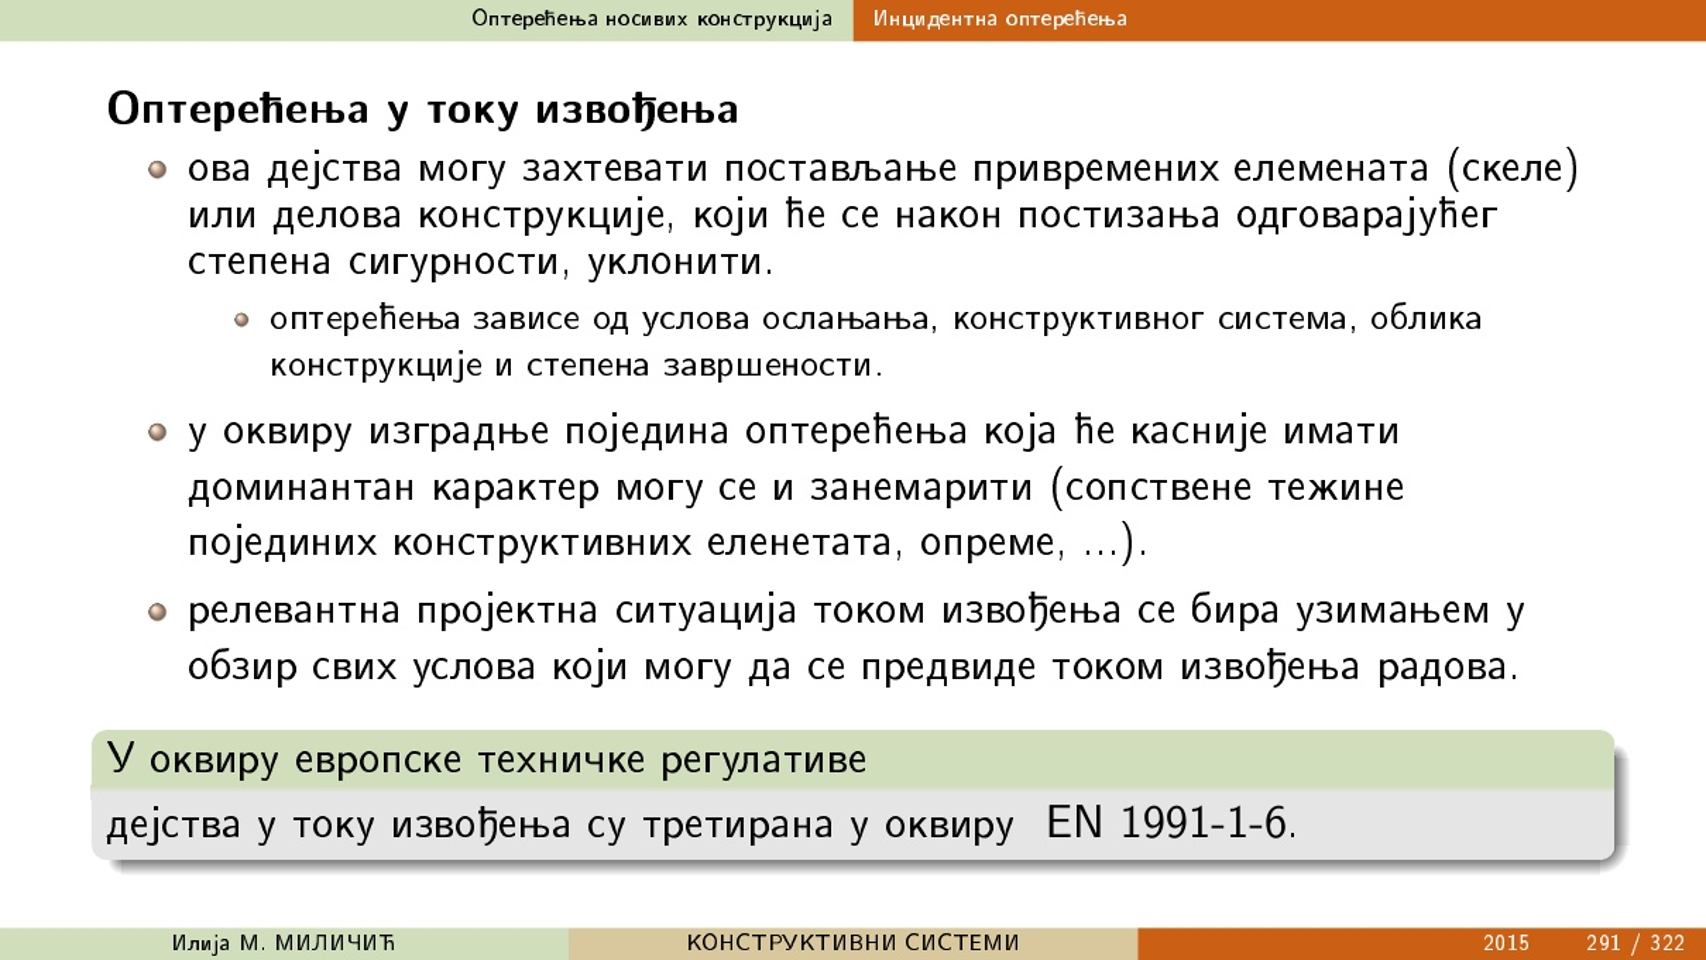 Оптерећења носивих конструкција
Инцидентна оптерећења
Оптерећења у току извођења
ова дејства могу захтевати постављање привремених елемената (скеле)
или делова конструкције, који ће се након постизања одговарајућег
степена сигурности, уклонити.
оптерећења зависе од услова ослањања, конструктивног система, облика
конструкције и степена завршености.
у оквиру изградње поједина оптерећења која ће касније имати
доминантан карактер могу се и занемарити (сопствене тежине
појединих конструктивних еленетата, опреме, ...).
релевантна пројектна ситуација током извођења се бира узимањем у
обзир свих услова који могу да се предвиде током извођења радова.
У оквиру европске техничке регулативе
дејства у току извођења су третирана у оквиру EN 1991-1-6.
Илија М. МИЛИЧИЋ
КОНСТРУКТИВНИ СИСТЕМИ
2015
291 / 322